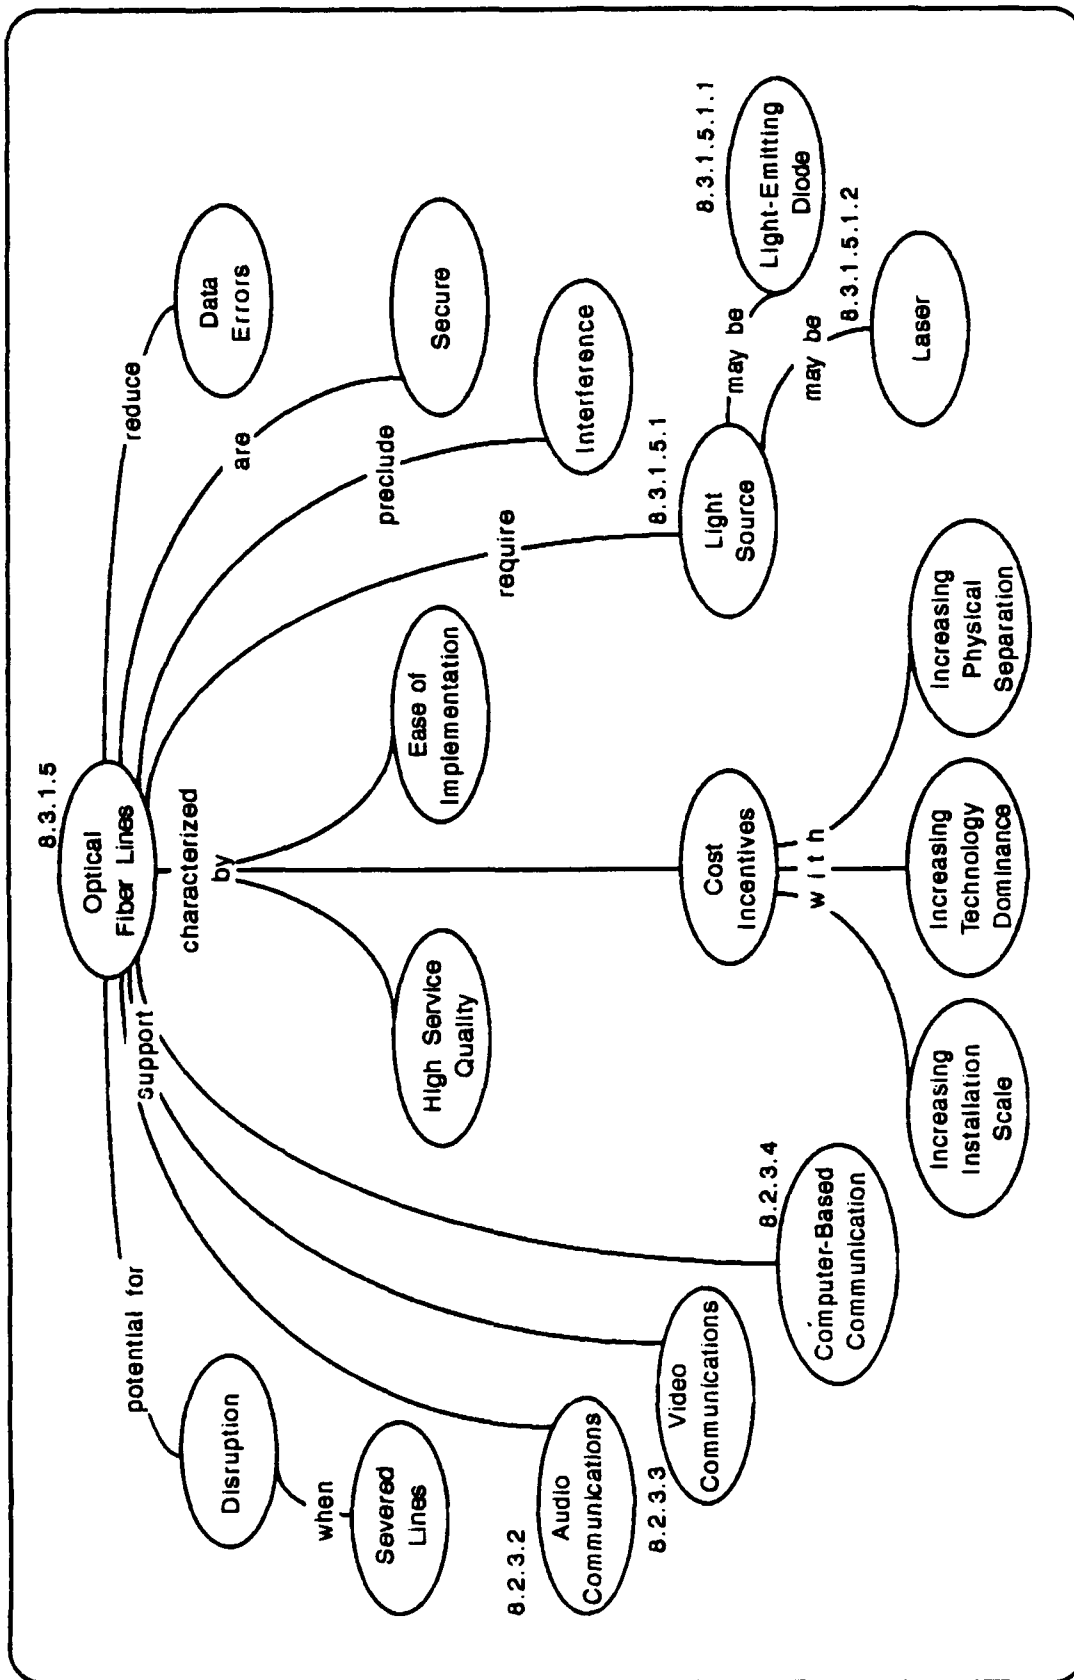 8.3.1.5
Optical
Fiber Lines
potential for
Disruption
when
Severed
Lines
support
8.2.3.2
Audio
Communications
8.2.3.3
Video
Communications
8.2.3.4
Computer-Based
Communication
characterized
by
High Service
Quality
Ease of
Implementation
Cost
Incentives
with
Increasing
Installation
Scale
Increasing
Technology
Dominance
Increasing
Physical
Separation
reduce
Data
Errors
are
Secure
preclude
Interference
require
8.3.1.5.1
Light
Source
may be
8.3.1.5.1.1
Light-Emitting
Diode
may be
8.3.1.5.1.2
Laser